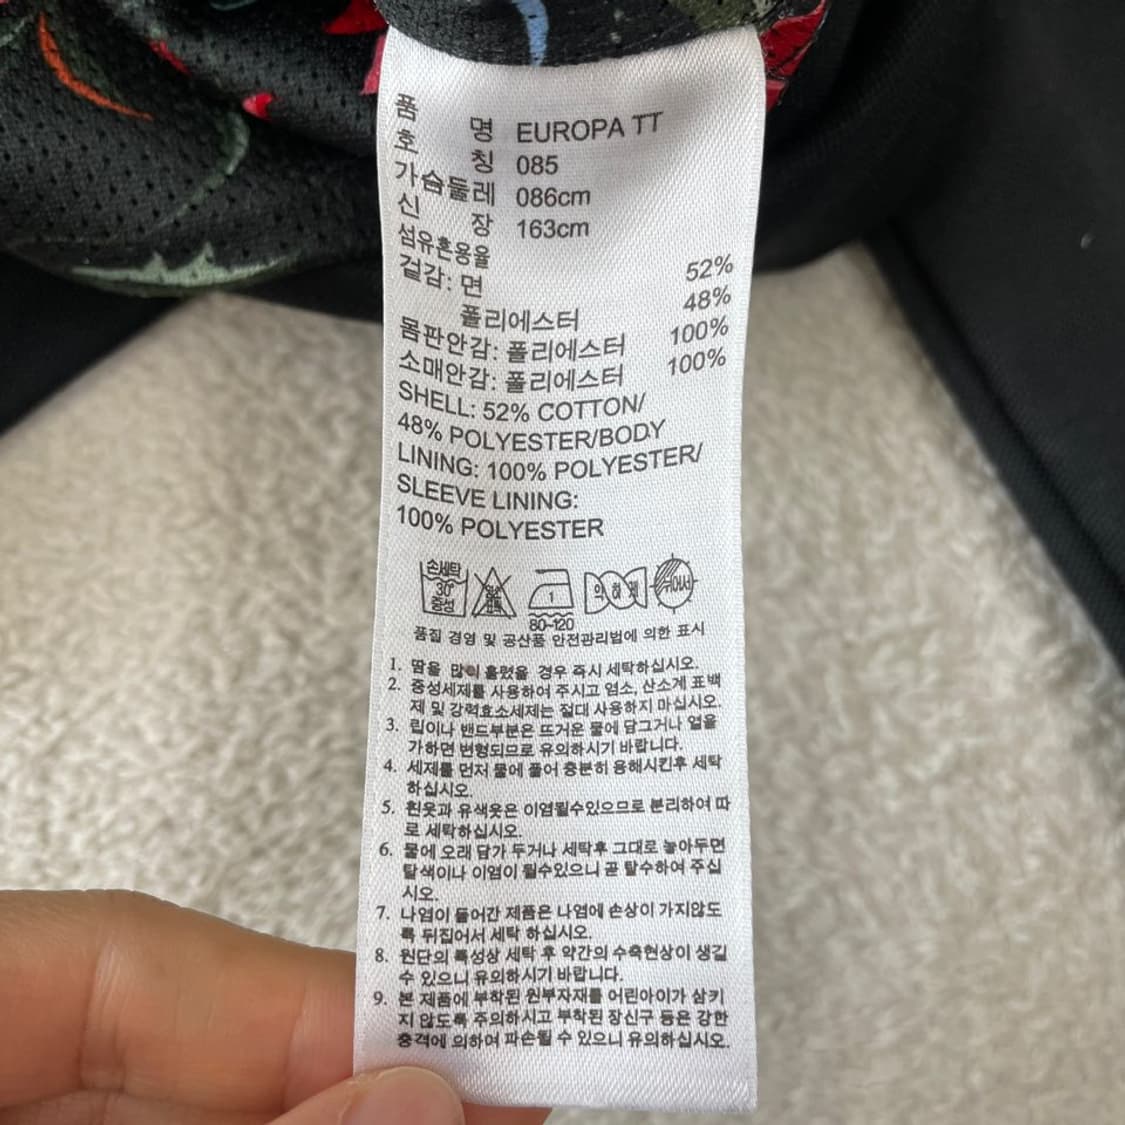 품 명 EUROPA TT
호 칭 085
가슴둘레 086cm
신 장 163cm
섬유혼용율
겉감: 면 52%
폴리에스터 48%
몸판안감: 폴리에스터 100%
소매안감: 폴리에스터 100%
SHELL: 52% COTTON/
48% POLYESTER/BODY
LINING: 100% POLYESTER/
SLEEVE LINING:
100% POLYESTER
손세탁
30°
중성
염소
표백
1
80~120
뉘어서
품질 경영 및 공산품 안전관리법에 의한 표시
1. 땀을 많이 흘렸을 경우 즉시 세탁하십시오.
2. 중성세제를 사용하여 주시고 염소, 산소계 표백
제 및 강력효소세제는 절대 사용하지 마십시오.
3. 립이나 밴드부분은 뜨거운 물에 담그거나 열을
가하면 변형되므로 유의하시기 바랍니다.
4. 세제를 먼저 물에 풀어 충분히 용해시킨후 세탁
하십시오.
5. 흰옷과 유색옷은 이염될수있으므로 분리하여 따
로 세탁하십시오.
6. 물에 오래 담가 두거나 세탁후 그대로 놓아두면
탈색이나 이염이 될수있으니 곧 탈수하여 주십
시오.
7. 나염이 들어간 제품은 나염에 손상이 가지않도
록 뒤집어서 세탁 하십시오.
8. 원단의 특성상 세탁 후 약간의 수축현상이 생길
수 있으니 유의하시기 바랍니다.
9. 본 제품에 부착된 원부자재를 어린아이가 삼키
지 않도록 주의하시고 부착된 장신구 등은 강한
충격에 의하여 파손될 수 있으니 유의하십시오.